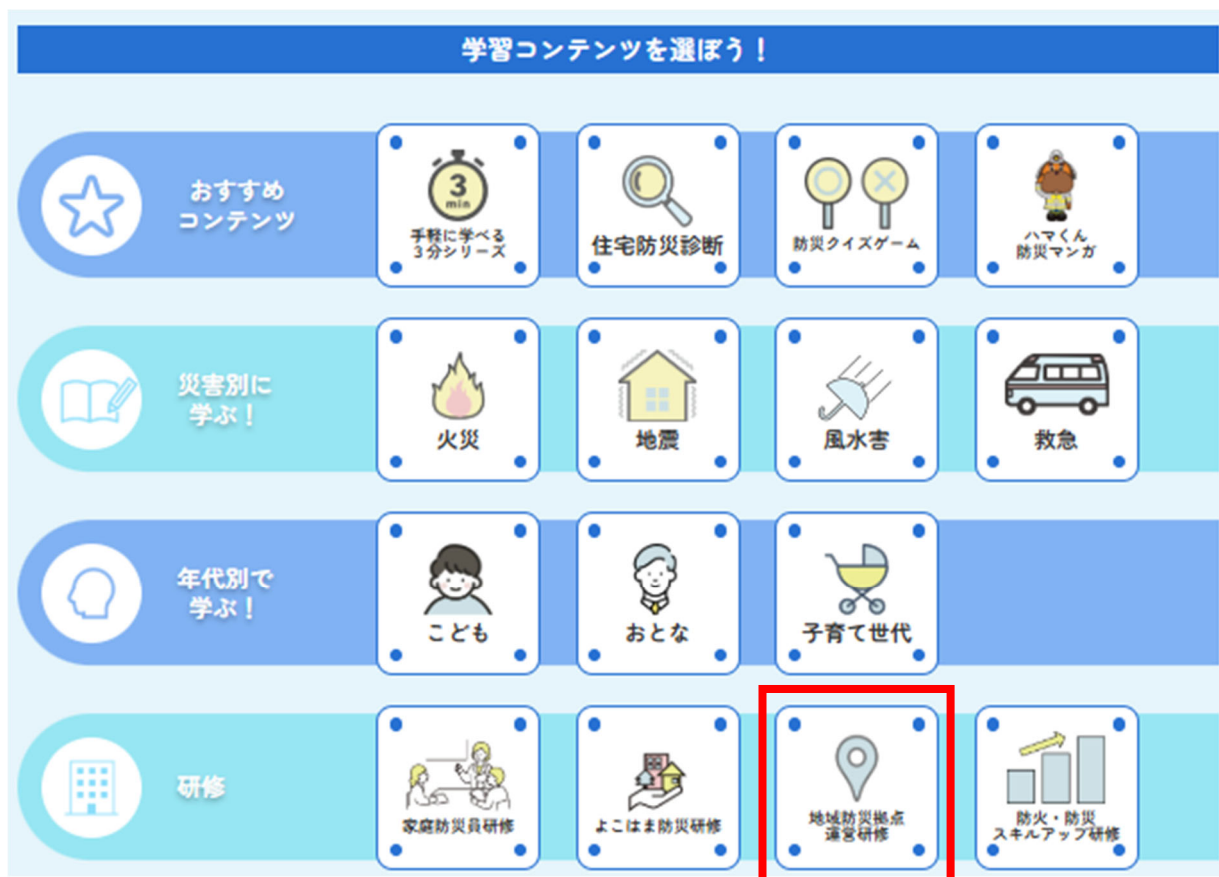 学習コンテンツを選ぼう！
おすすめ
コンテンツ
3
min
手軽に学べる
3分シリーズ
住宅防災診断
防災クイズゲーム
ハマくん
防災マンガ
災害別に
学ぶ！
火災
地震
風水害
救急
年代別で
学ぶ！
こども
おとな
子育て世代
研修
家庭防災員研修
よこはま防災研修
地域防災拠点
運営研修
防火・防災
スキルアップ研修